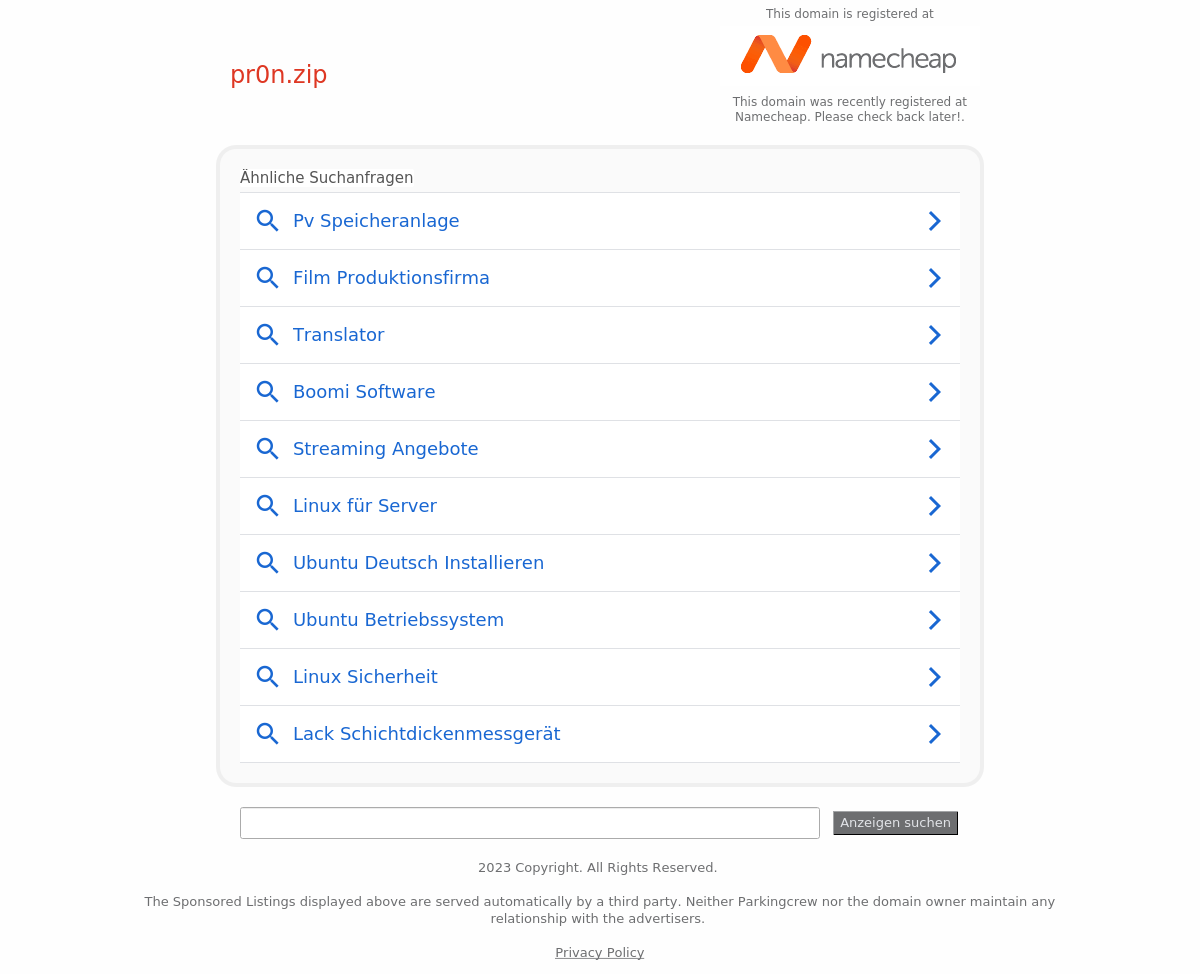 This domain is registered at
namecheap
pr0n.zip
This domain was recently registered at
Namecheap. Please check back later!.
Ähnliche Suchanfragen
Pv Speicheranlage
Film Produktionsfirma
Translator
Boomi Software
Streaming Angebote
Linux für Server
Ubuntu Deutsch Installieren
Ubuntu Betriebssystem
Linux Sicherheit
Lack Schichtdickenmessgerät
Anzeigen suchen
2023 Copyright. All Rights Reserved.
The Sponsored Listings displayed above are served automatically by a third party. Neither Parkingcrew nor the domain owner maintain any
relationship with the advertisers.
Privacy Policy